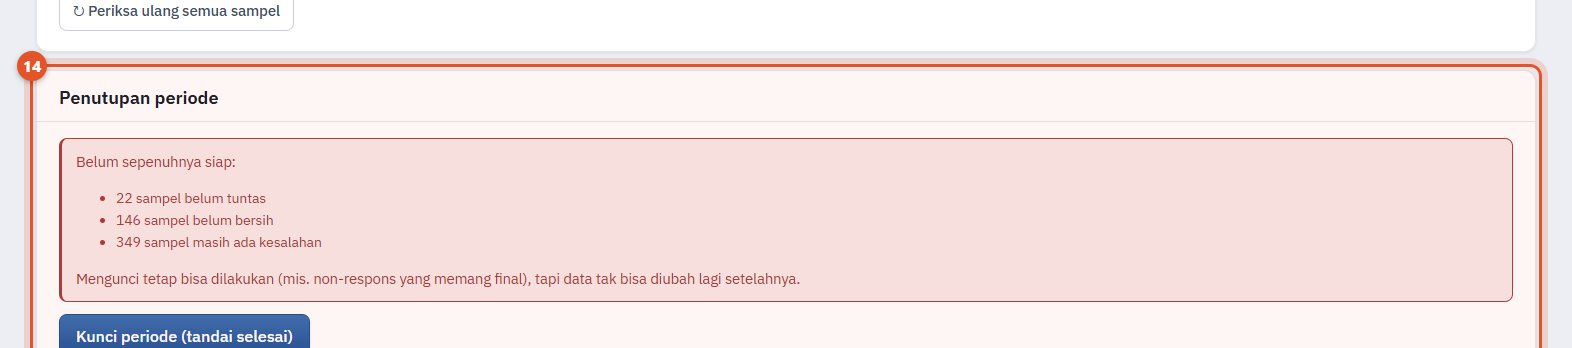 ↻ Periksa ulang semua sampel
14
Penutupan periode
Belum sepenuhnya siap:
• 22 sampel belum tuntas
• 146 sampel belum bersih
• 349 sampel masih ada kesalahan
Mengunci tetap bisa dilakukan (mis. non-respons yang memang final), tapi data tak bisa diubah lagi setelahnya.
Kunci periode (tandai selesai)